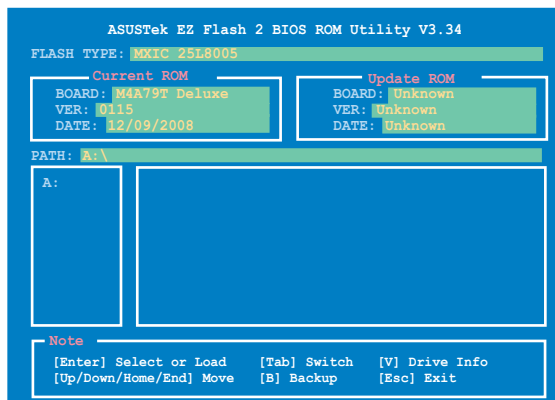 ASUSTek EZ Flash 2 BIOS ROM Utility V3.34
FLASH TYPE: MXIC 25L8005
Current ROM
BOARD: M4A79T Deluxe
VER: 0115
DATE: 12/09/2008
Update ROM
BOARD: Unknown
VER: Unknown
DATE: Unknown
PATH: A:\
A:
Note
[Enter] Select or Load [Tab] Switch [V] Drive Info
[Up/Down/Home/End] Move [B] Backup [Esc] Exit